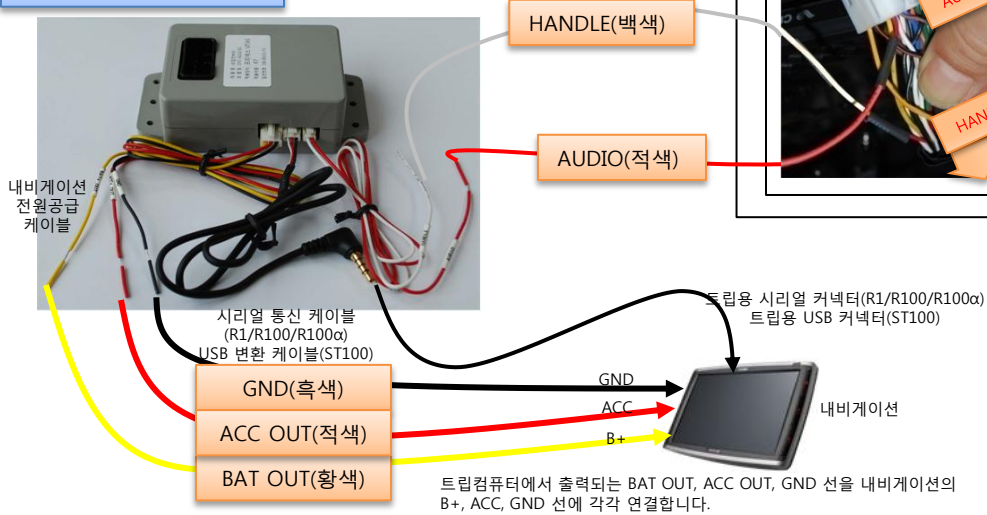 HANDLE(백색)
AUDIO(적색)
내비게이션
전원공급
케이블
시리얼 통신 케이블
(R1/R100/R100α)
USB 변환 케이블(ST100)
트립용 시리얼 커넥터(R1/R100/R100α)
트립용 USB 커넥터(ST100)
GND(흑색)
GND
ACC OUT(적색)
ACC
BAT OUT(황색)
B+
내비게이션
트립컴퓨터에서 출력되는 BAT OUT, ACC OUT, GND 선을 내비게이션의
B+, ACC, GND 선에 각각 연결합니다.